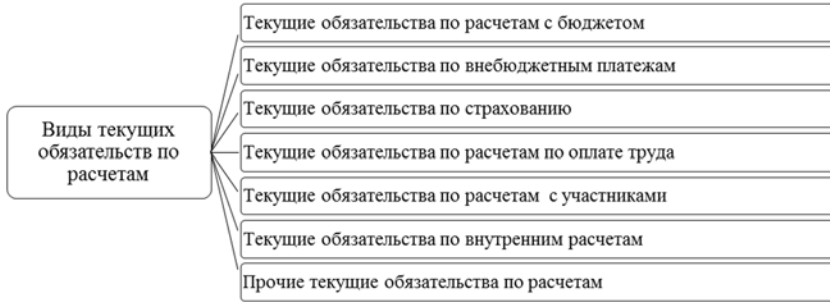 Виды текущих
обязательств по
расчетам
Текущие обязательства по расчетам с бюджетом
Текущие обязательства по внебюджетным платежам
Текущие обязательства по страхованию
Текущие обязательства по расчетам по оплате труда
Текущие обязательства по расчетам с участниками
Текущие обязательства по внутренним расчетам
Прочие текущие обязательства по расчетам